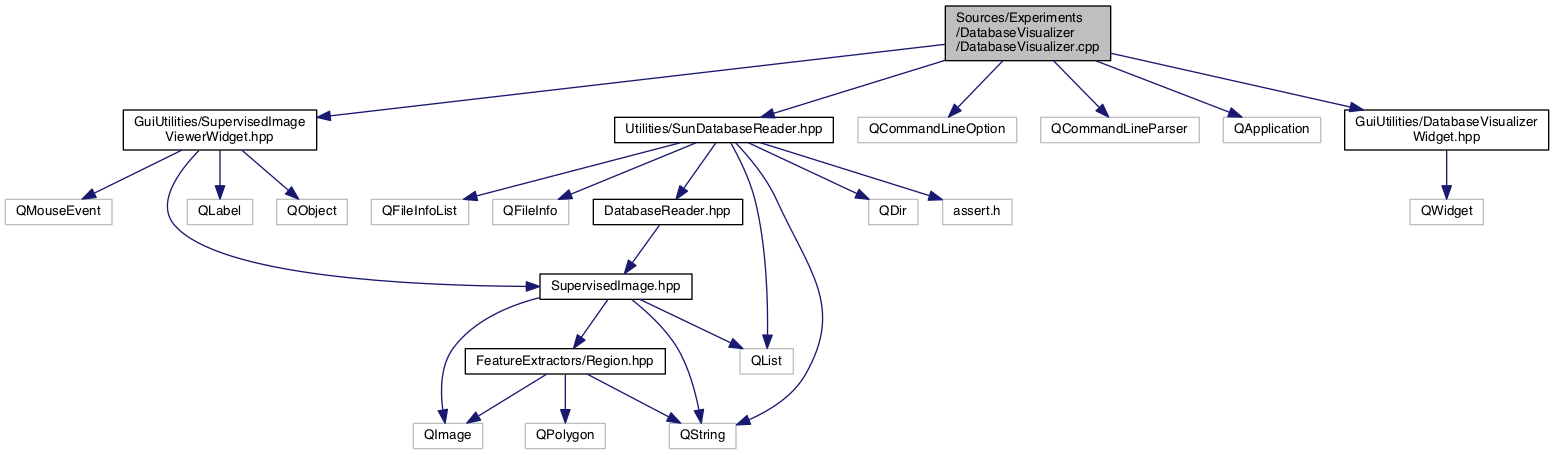 Sources/Experiments
/DatabaseVisualizer
/DatabaseVisualizer.cpp
GuiUtilities/SupervisedImage
ViewerWidget.hpp
Utilities/SunDatabaseReader.hpp
QCommandLineOption
QCommandLineParser
QApplication
GuiUtilities/DatabaseVisualizer
Widget.hpp
QMouseEvent
QLabel
QObject
QFileInfoList
QFileInfo
DatabaseReader.hpp
QDir
assert.h
QWidget
SupervisedImage.hpp
FeatureExtractors/Region.hpp
QList
QImage
QPolygon
QString